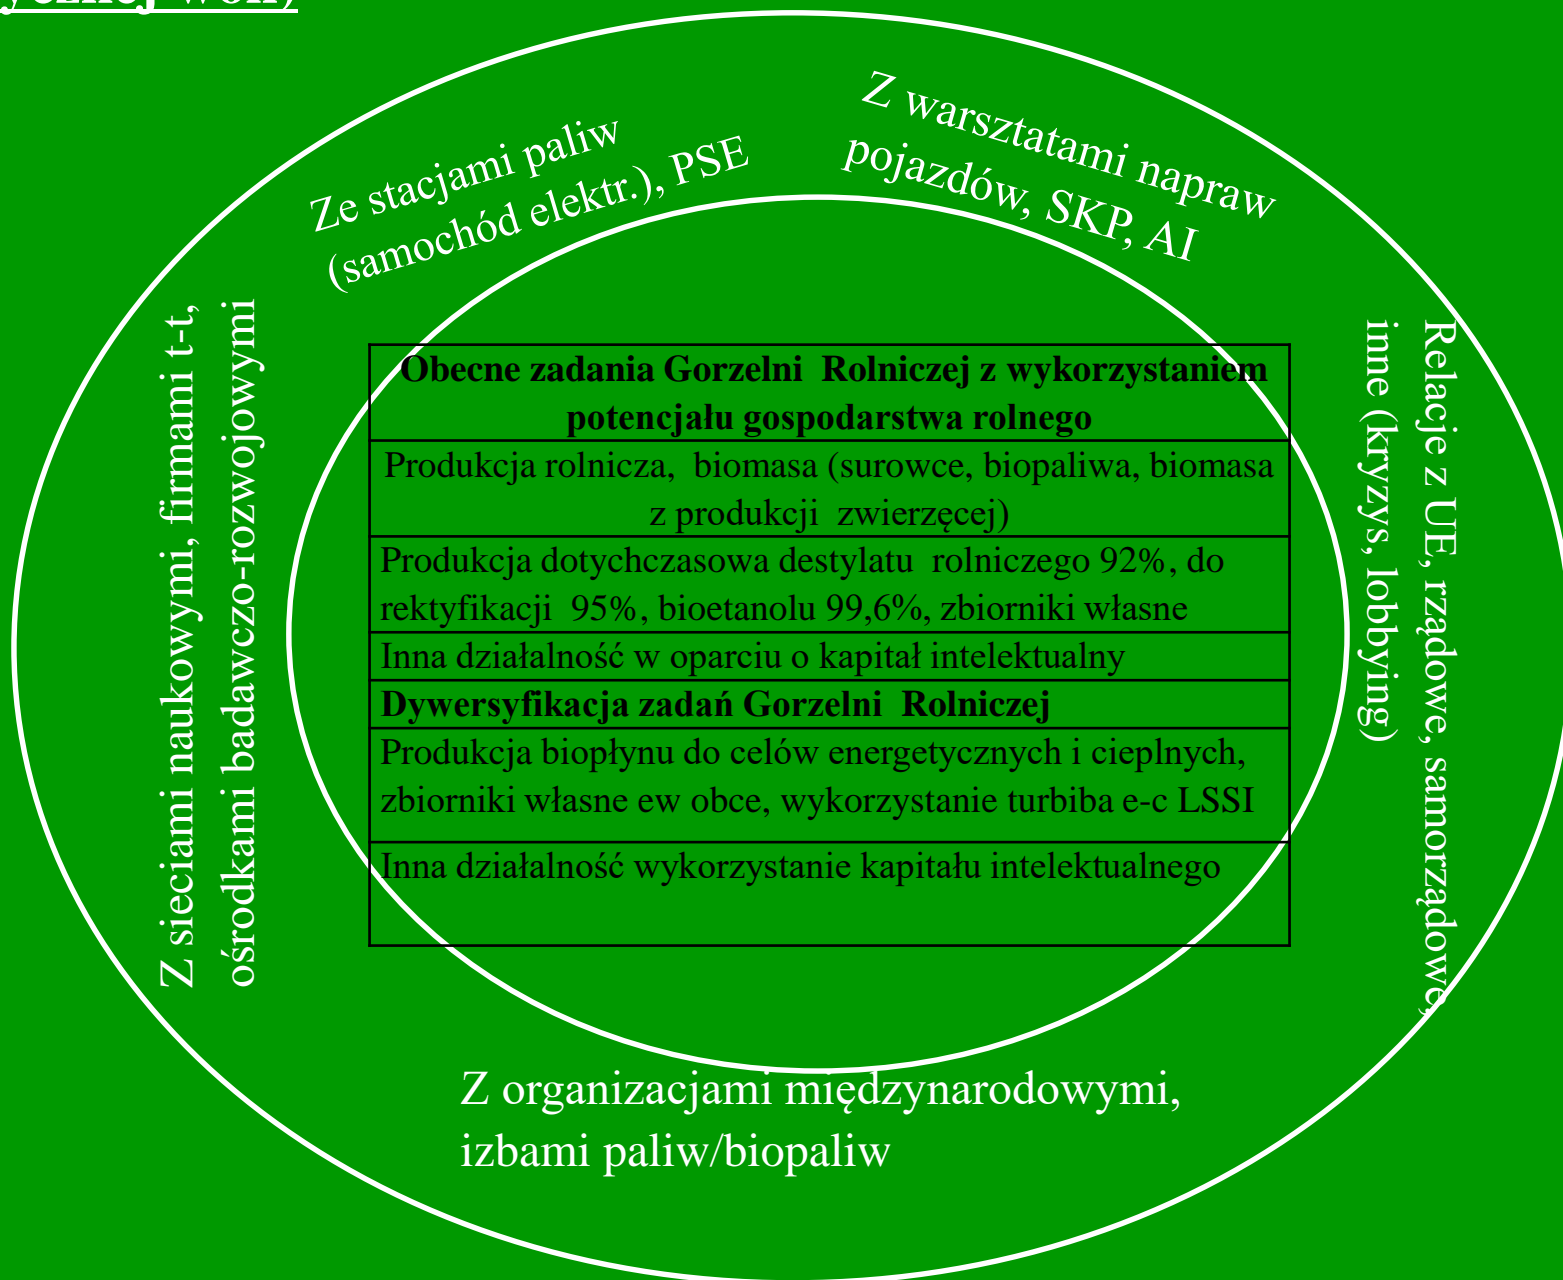 Ze stacjami paliw
(samochód elektr.), PSE
Z warsztatami napraw
pojazdów, SKP, AI
Z sieciami naukowymi, firmami t-t,
ośrodkami badawczo-rozwojowymi
Obecne zadania Gorzelni Rolniczej z wykorzystaniem
potencjału gospodarstwa rolnego
Produkcja rolnicza, biomasa (surowce, biopaliwa, biomasa
z produkcji zwierzęcej)
Produkcja dotychczasowa destylatu rolniczego 92%, do
rektyfikacji 95%, bioetanolu 99,6%, zbiorniki własne
Inna działalność w oparciu o kapitał intelektualny
Dywersyfikacja zadań Gorzelni Rolniczej
Produkcja biopłynu do celów energetycznych i cieplnych,
zbiorniki własne ew obce, wykorzystanie turbiba e-c LSSI
Inna działalność wykorzystanie kapitału intelektualnego
Relacje z UE, rządowe, samorządowe,
inne (kryzys, lobbying)
Z organizacjami międzynarodowymi,
izbami paliw/biopaliw